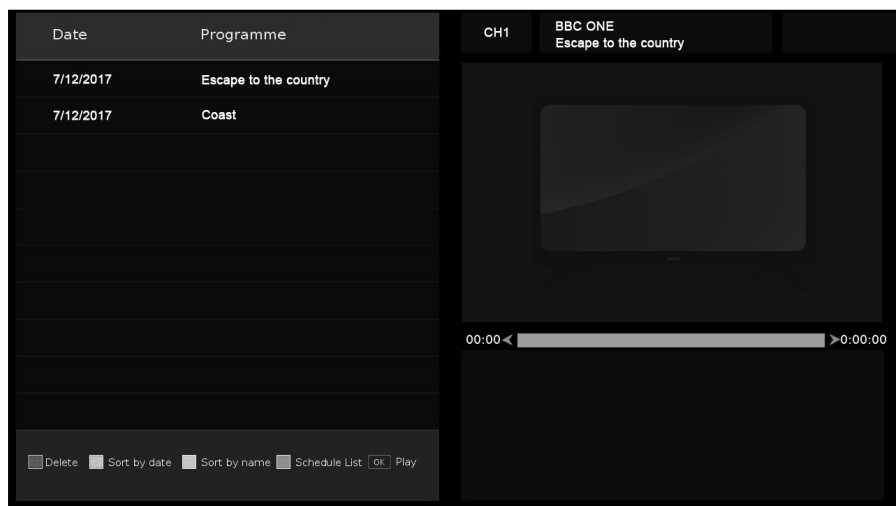 Date Programme
7/12/2017 Escape to the country
7/12/2017 Coast
Delete Sort by date Sort by name Schedule List OK Play
CH1 BBC ONE
Escape to the country
00:00 0:00:00